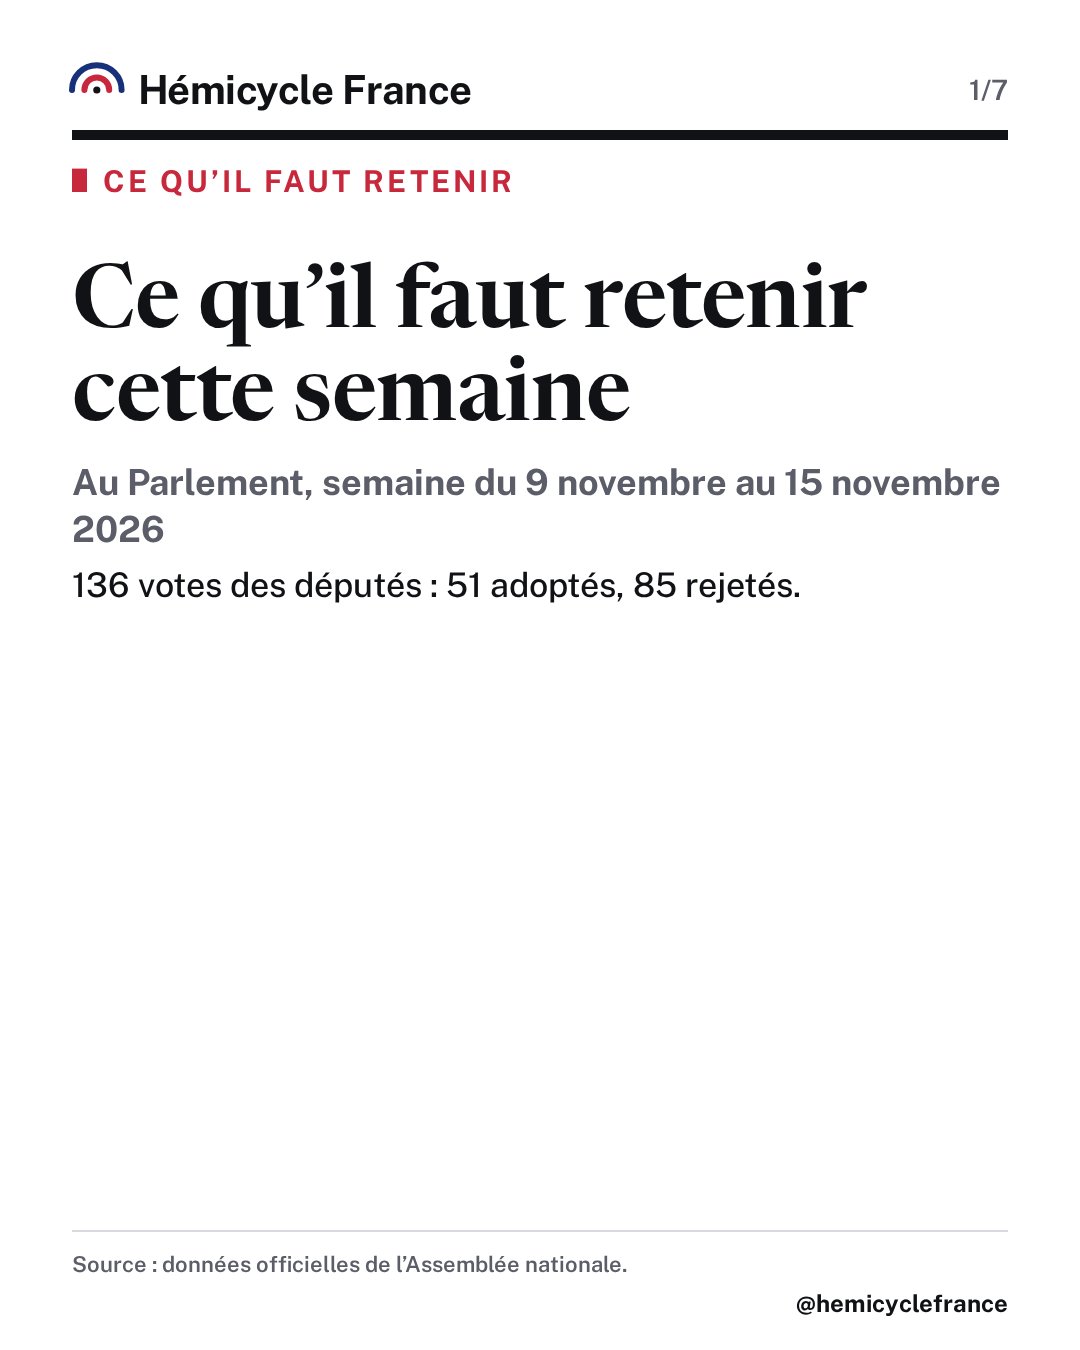 Hémicycle France
1/7
CE QU’IL FAUT RETENIR
Ce qu’il faut retenir
cette semaine
Au Parlement, semaine du 9 novembre au 15 novembre
2026
136 votes des députés : 51 adoptés, 85 rejetés.
Source : données officielles de l’Assemblée nationale.
@hemicyclefrance